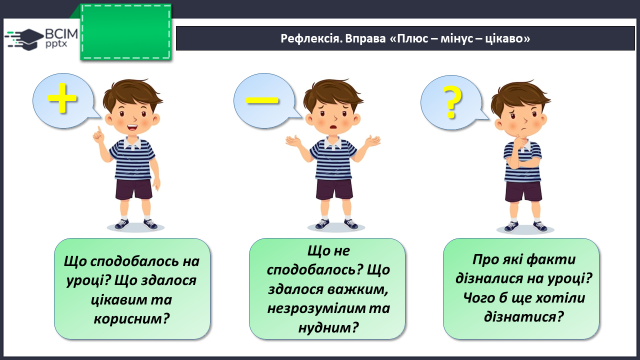 ВСІМ
pptx
Рефлексія. Вправа «Плюс – мінус – цікаво»
+
–
?
Що сподобалось на
уроці? Що здалося
цікавим та
корисним?
Що не
сподобалось? Що
здалося важким,
незрозумілим та
нудним?
Про які факти
дізналися на уроці?
Чого б ще хотіли
дізнатися?